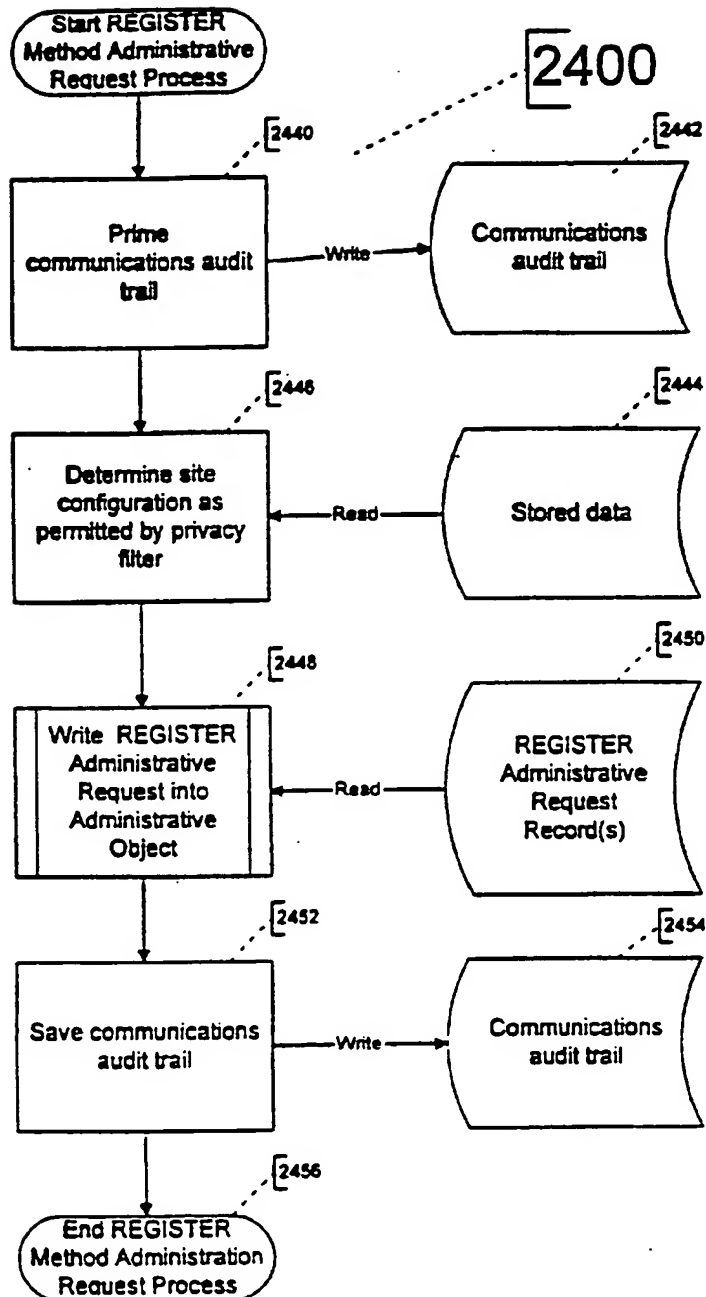 Start REGISTER
Method Administrative
Request Process
2400
2440
2442
Prime
communications audit
trail
Write
Communications
audit trail
2446
2444
Determine site
configuration as
permitted by privacy
filter
Read
Stored data
2448
2450
Write REGISTER
Administrative
Request into
Administrative
Object
Read
REGISTER
Administrative
Request
Record(s)
2452
2454
Save communications
audit trail
Write
Communications
audit trail
2456
End REGISTER
Method Administration
Request Process